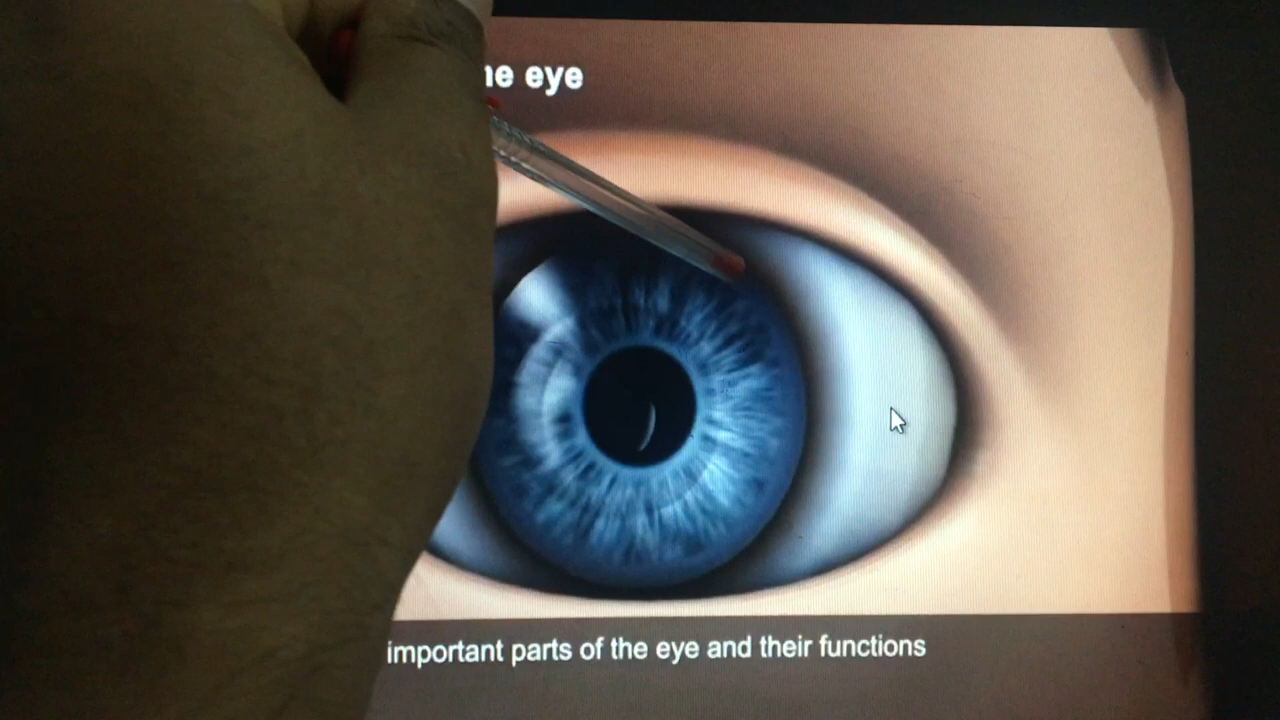 eye
important parts of the eye and their functions